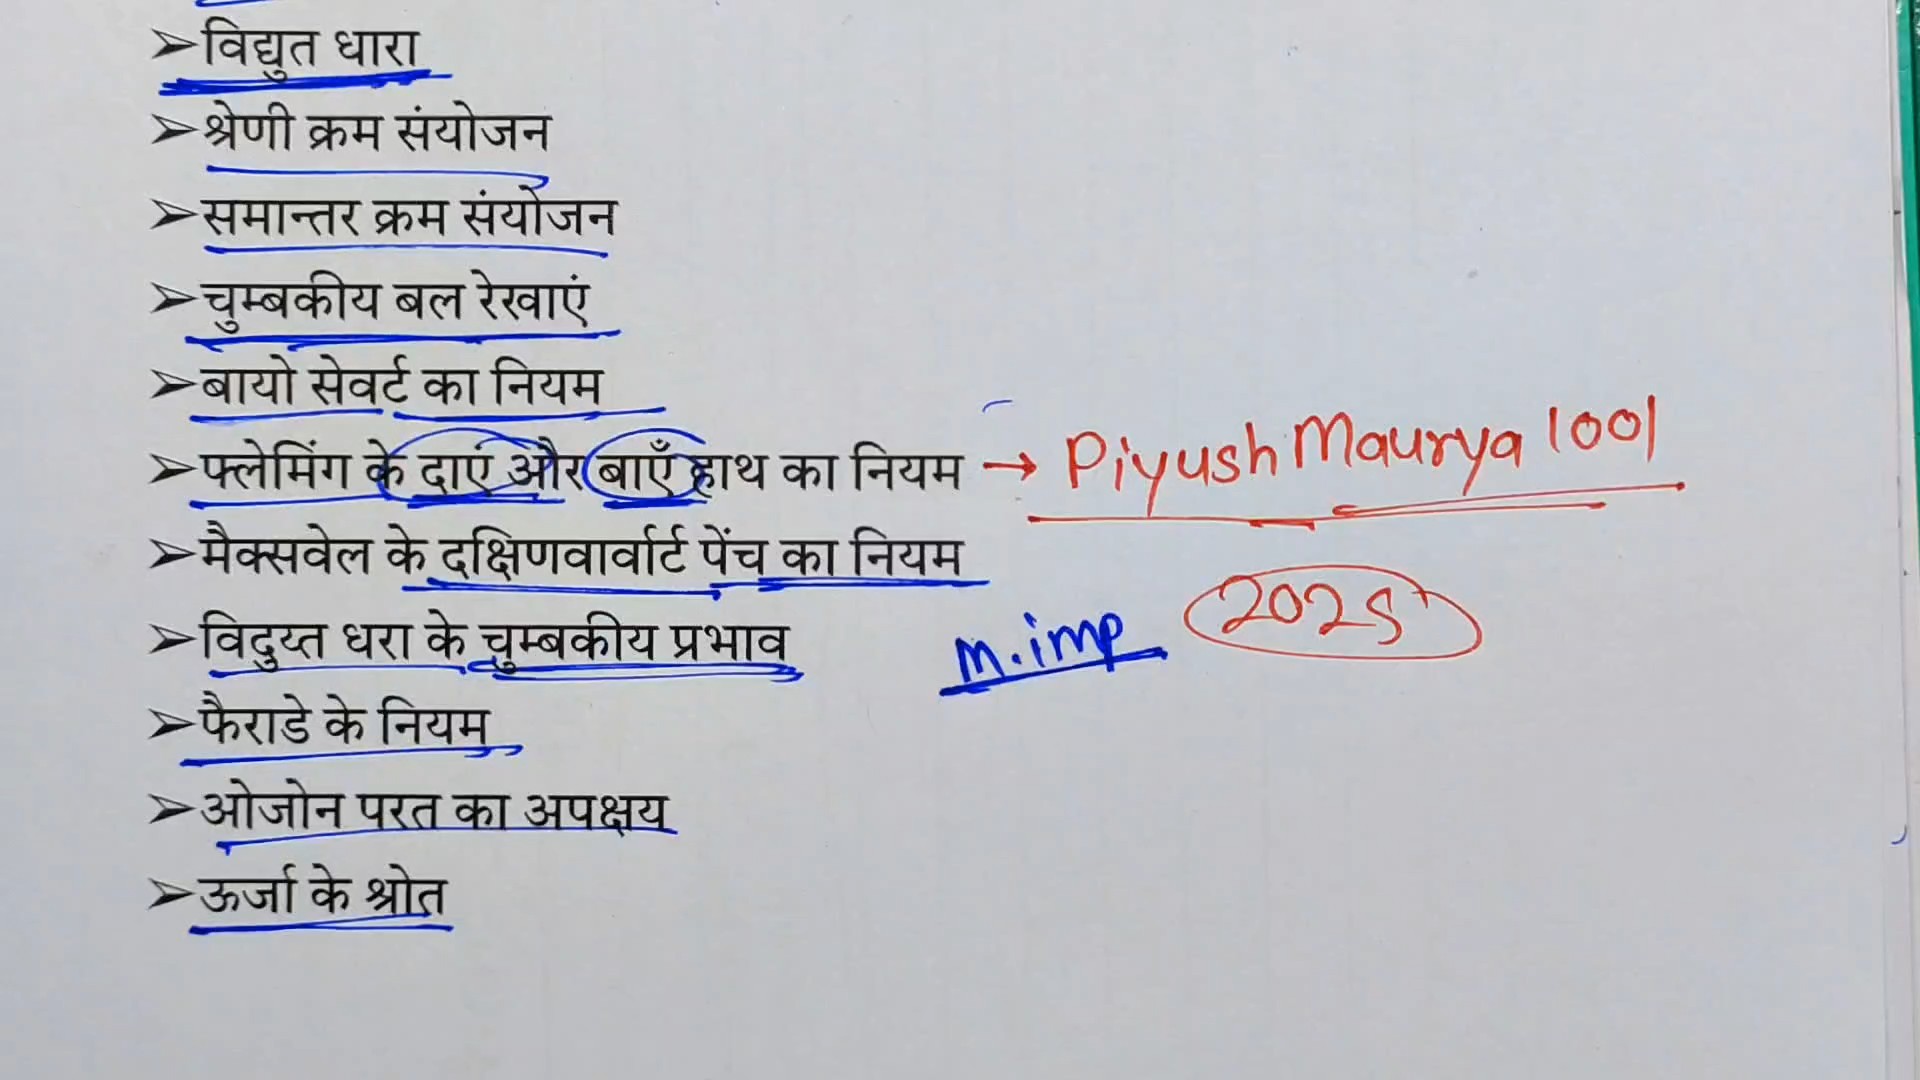 ➢विद्युत धारा
➢श्रेणी क्रम संयोजन
➢समान्तर क्रम संयोजन
➢चुम्बकीय बल रेखाएं
➢बायो सेवर्ट का नियम
➢फ्लेमिंग के दाएं और बाएँ हाथ का नियम → Piyush Maurya 1001
➢मैक्सवेल के दक्षिणवार्वार्ट पेंच का नियम
2025
➢विदुय्त धरा के चुम्बकीय प्रभाव m.imp
➢फैराडे के नियम
➢ओजोन परत का अपक्षय
➢ऊर्जा के श्रोत